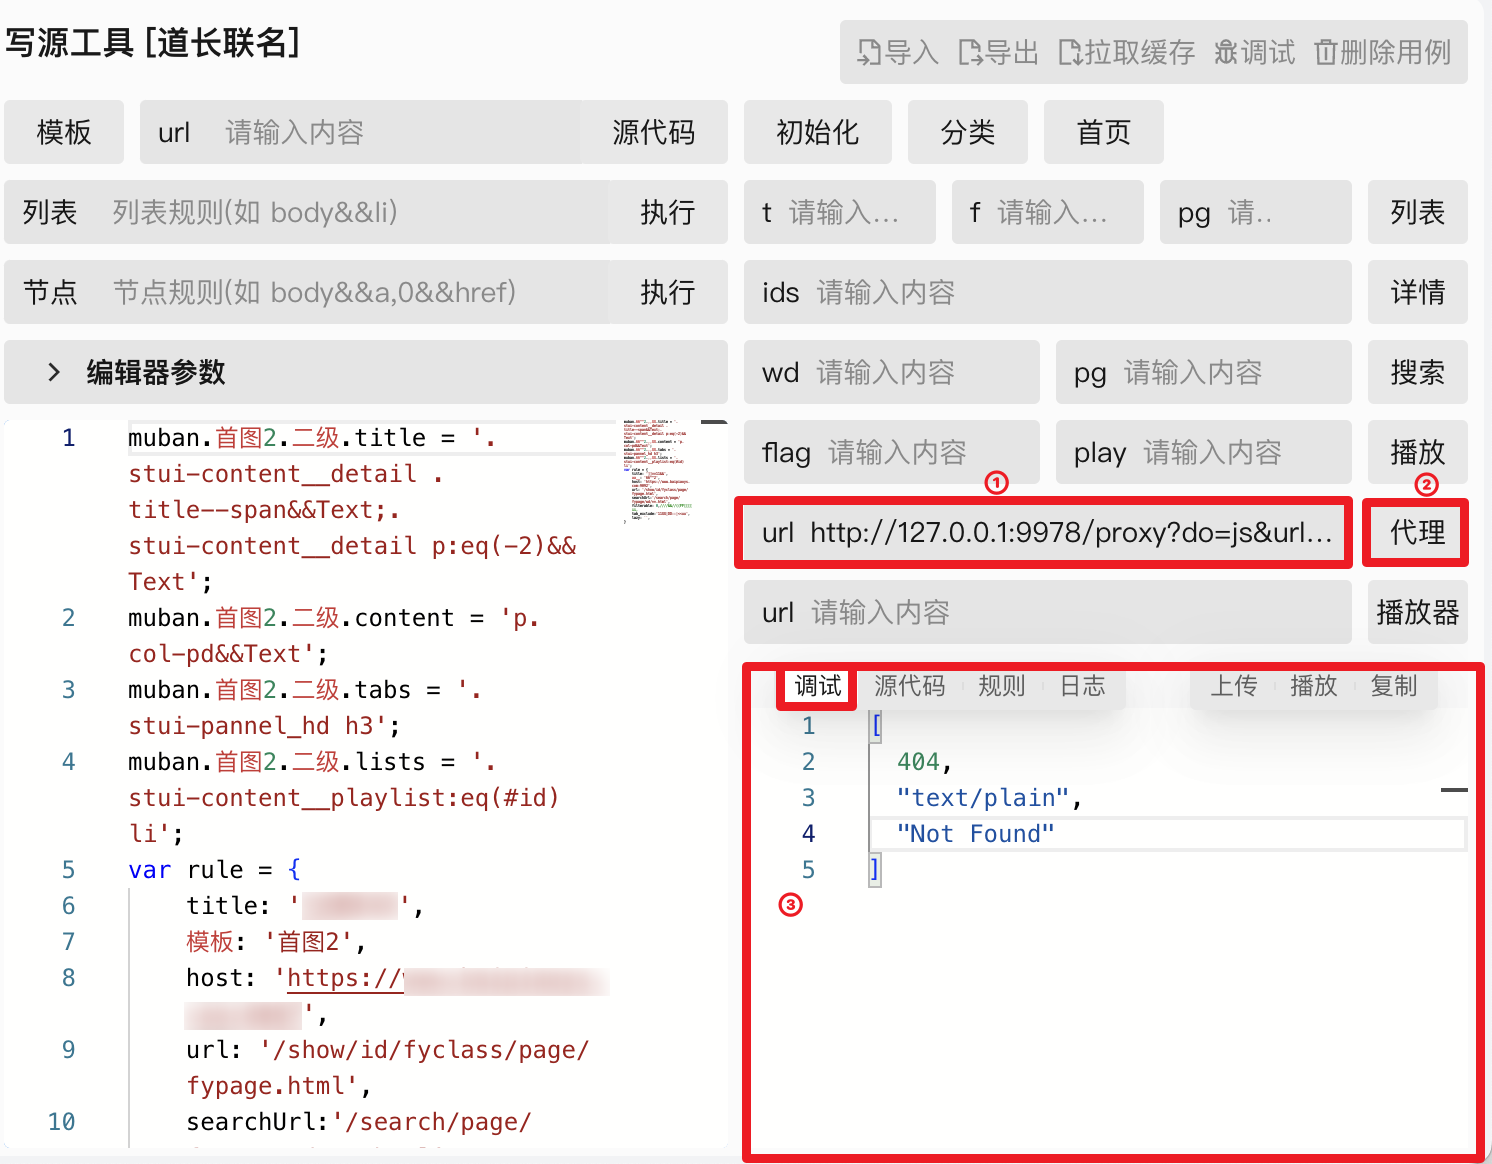 写源工具 [道长联名]
导入 导出 拉取缓存 调试 删除用例
模板 url 请输入内容 源代码 初始化 分类 首页
列表 列表规则(如 body&&li) 执行 t 请输入... f 请输入... pg 请.. 列表
节点 节点规则(如 body&&a,0&&href) 执行 ids 请输入内容 详情
编辑器参数 wd 请输入内容 pg 请输入内容 搜索
flag 请输入内容 play 请输入内容 播放
① ②
url http://127.0.0.1:9978/proxy?do=js&url... 代理
url 请输入内容 播放器
1 muban.首图2.二级.title = '.
stui-content__detail .
title--span&&Text;.
stui-content__detail p:eq(-2)&&
Text';
2 muban.首图2.二级.content = 'p.
col-pd&&Text';
3 muban.首图2.二级.tabs = '.
stui-pannel_hd h3';
4 muban.首图2.二级.lists = '.
stui-content__playlist:eq(#id)
li';
5 var rule = {
6 title: '
',
7 模板: '首图2',
8 host: 'https://
',
9 url: '/show/id/fyclass/page/
fypage.html',
10 searchUrl:'/search/page/
调试 源代码 规则 日志 上传 播放 复制
1 [
2 404,
3 "text/plain",
4 "Not Found"
5 ]
③